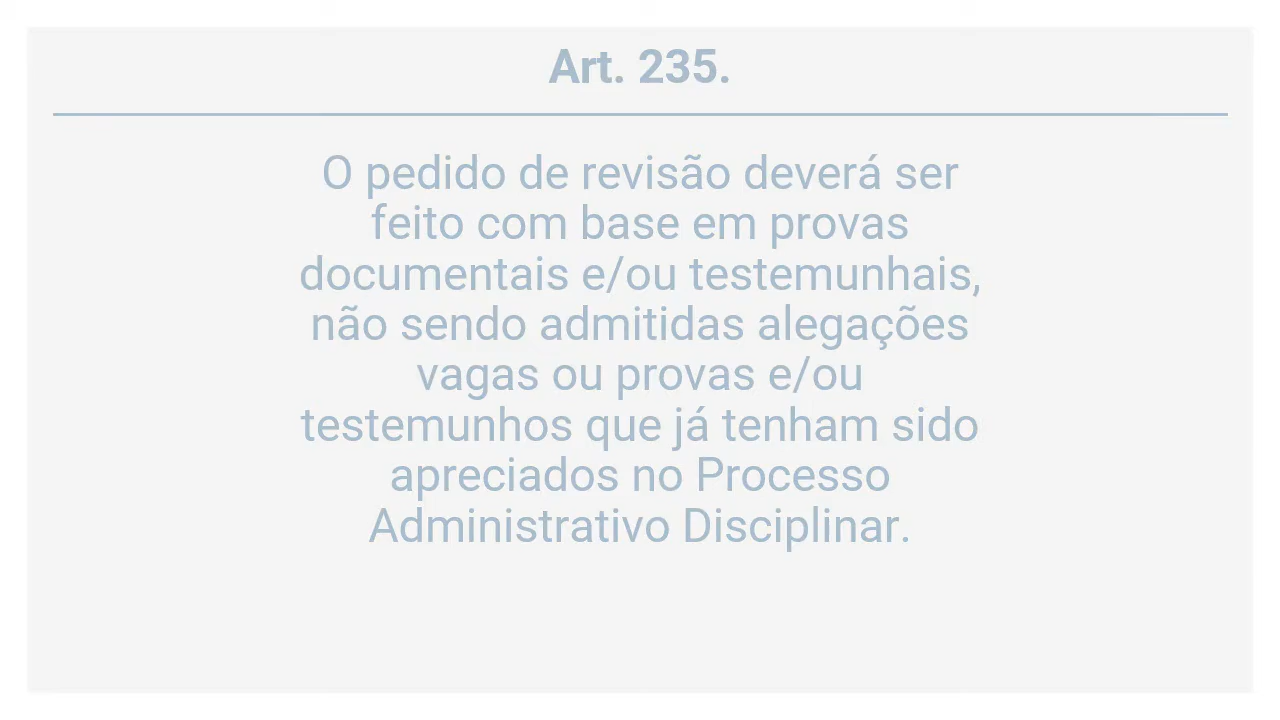 Art. 235.
O pedido de revisão deverá ser
feito com base em provas
documentais e/ou testemunhais,
não sendo admitidas alegações
vagas ou provas e/ou
testemunhos que já tenham sido
apreciados no Processo
Administrativo Disciplinar.